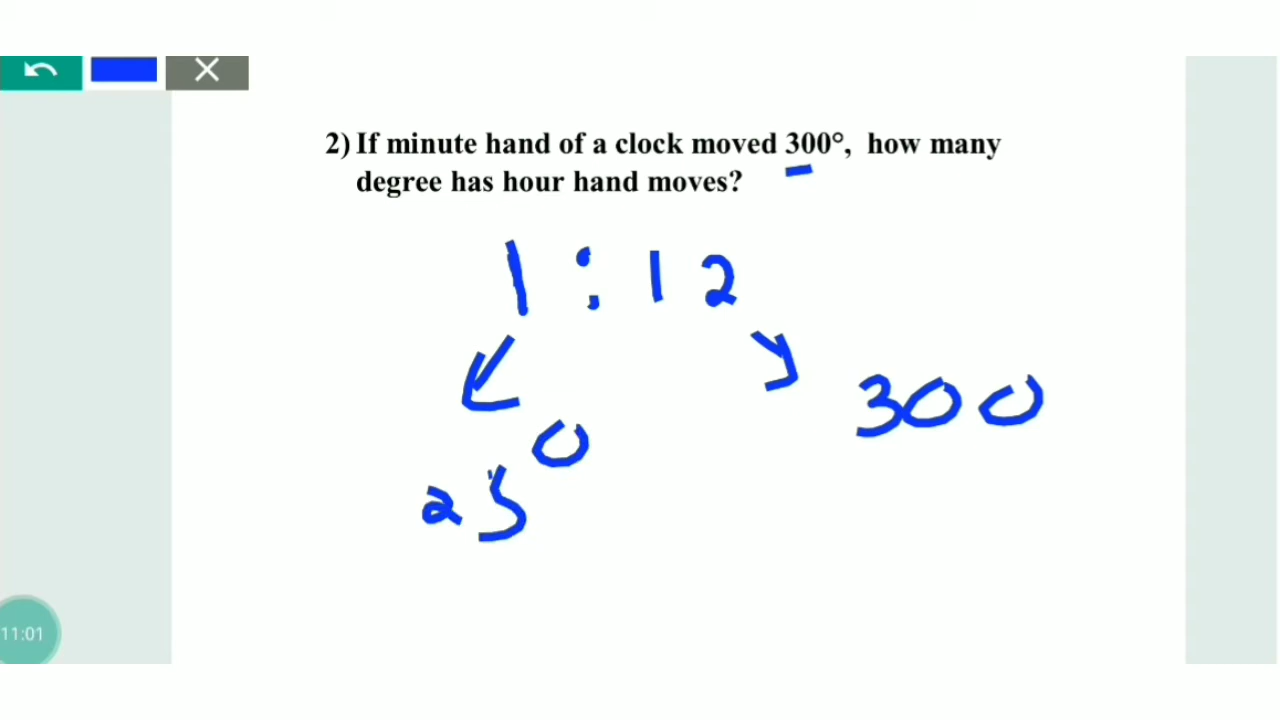 2) If minute hand of a clock moved 300°, how many
degree has hour hand moves?
1 : 12
300
25°
11:01